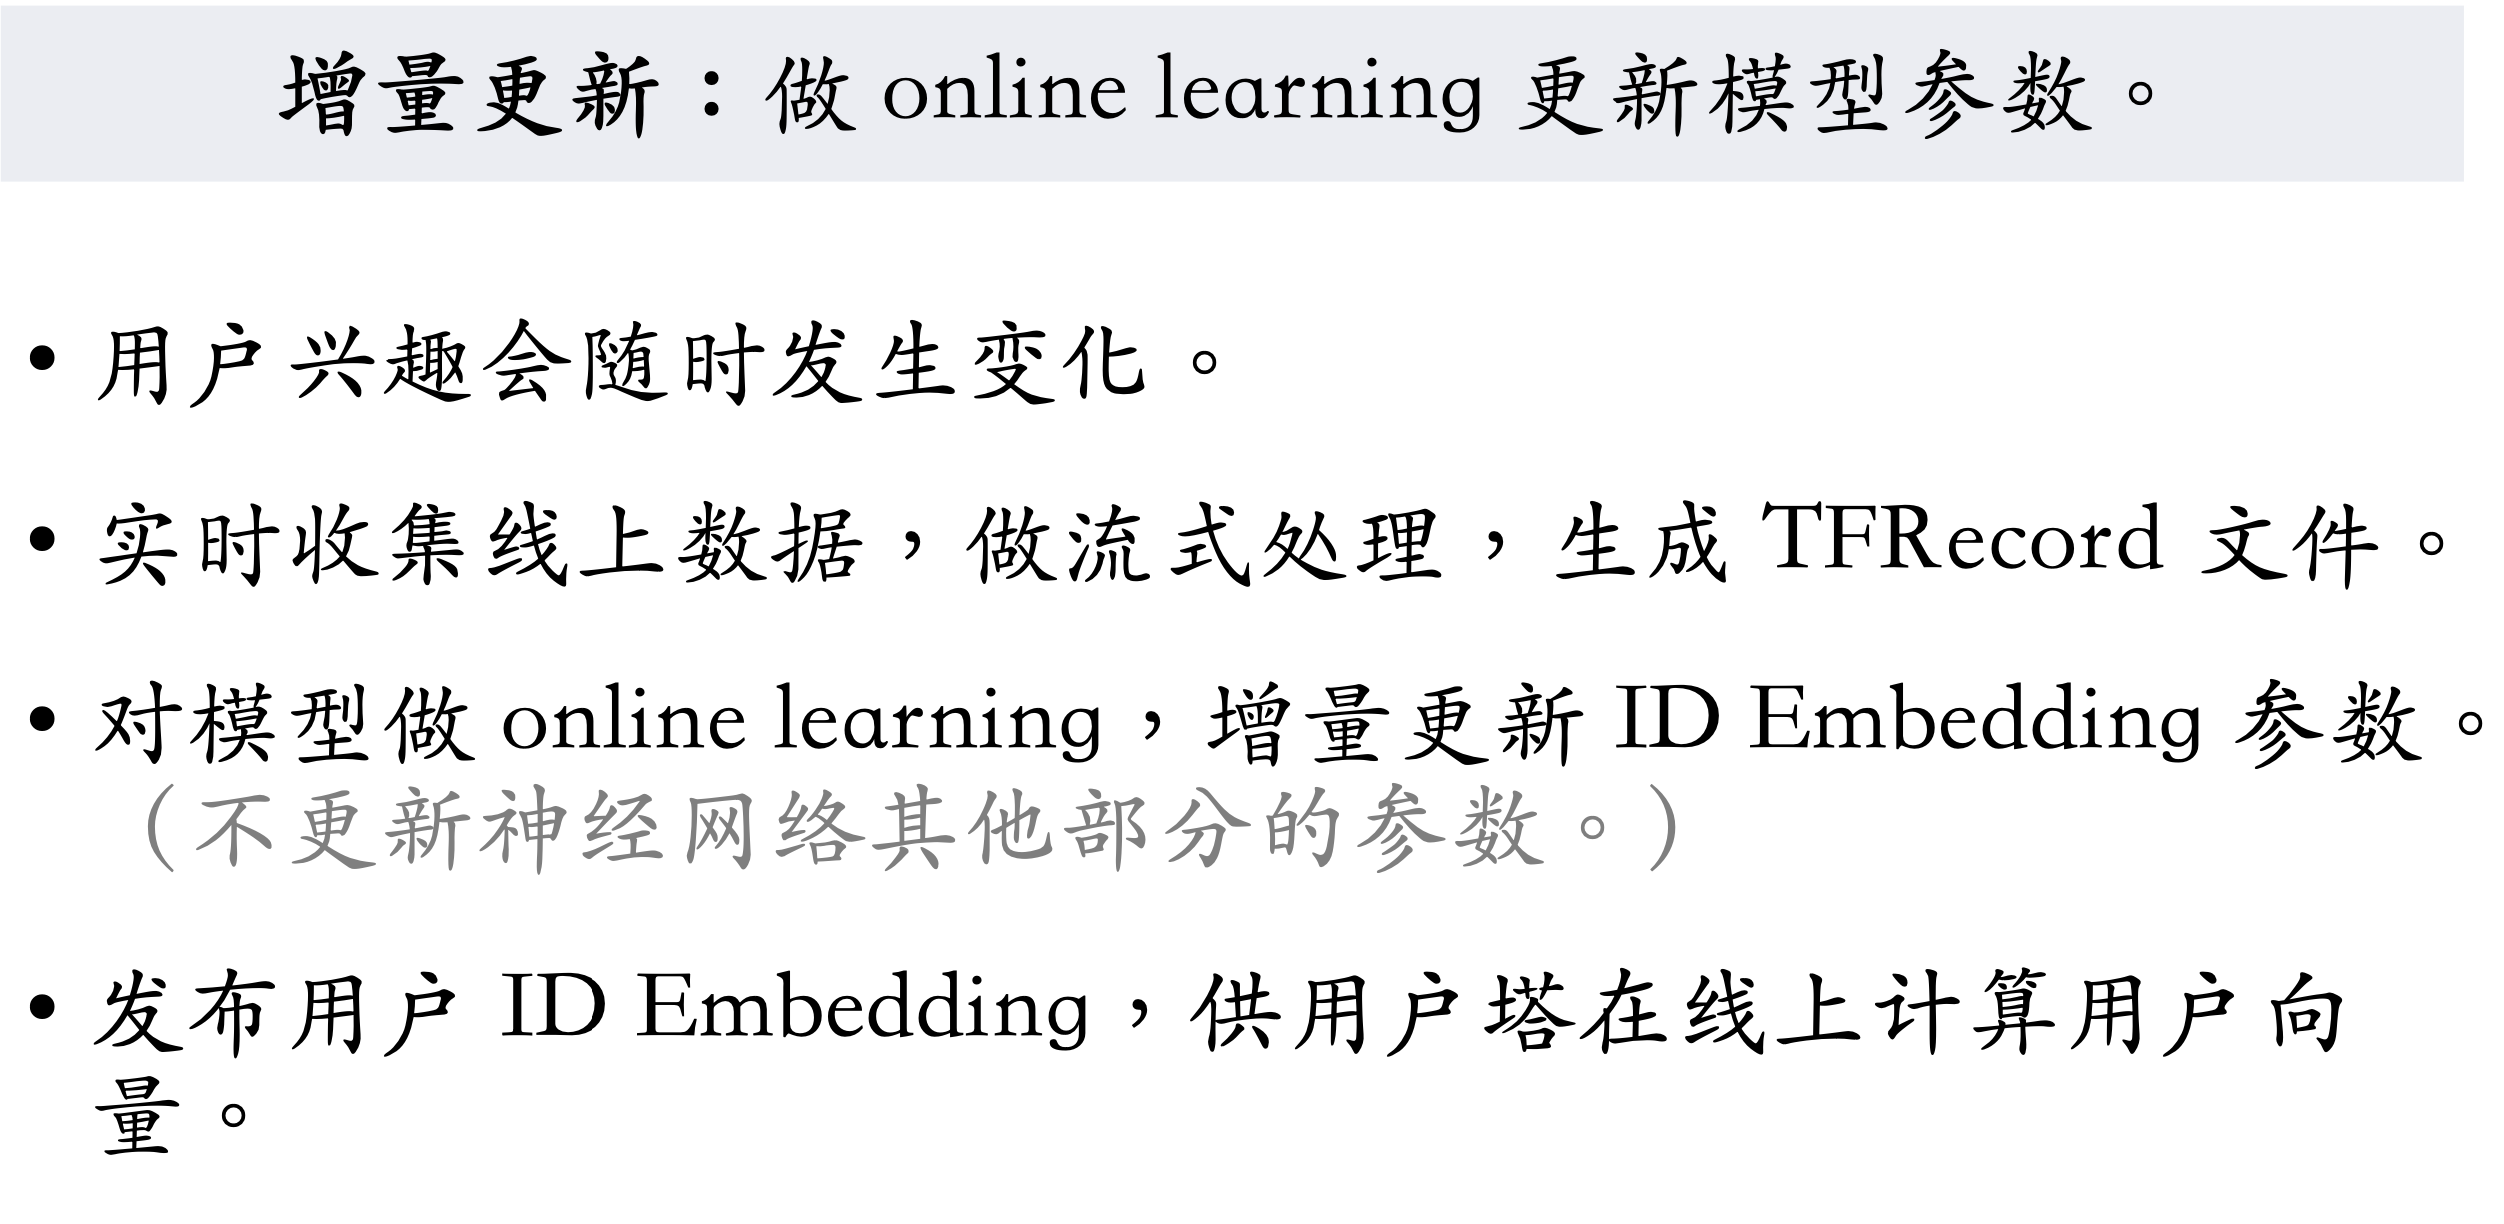 增量更新：做 online learning 更新模型参数。
• 用户兴趣会随时发生变化。
• 实时收集线上数据，做流式处理，生成 TFRecord 文件。
• 对模型做 online learning，增量更新 ID Embedding 参数。
（不更新神经网络其他部分的参数。）
• 发布用户 ID Embedding，供用户塔在线上计算用户向
量。